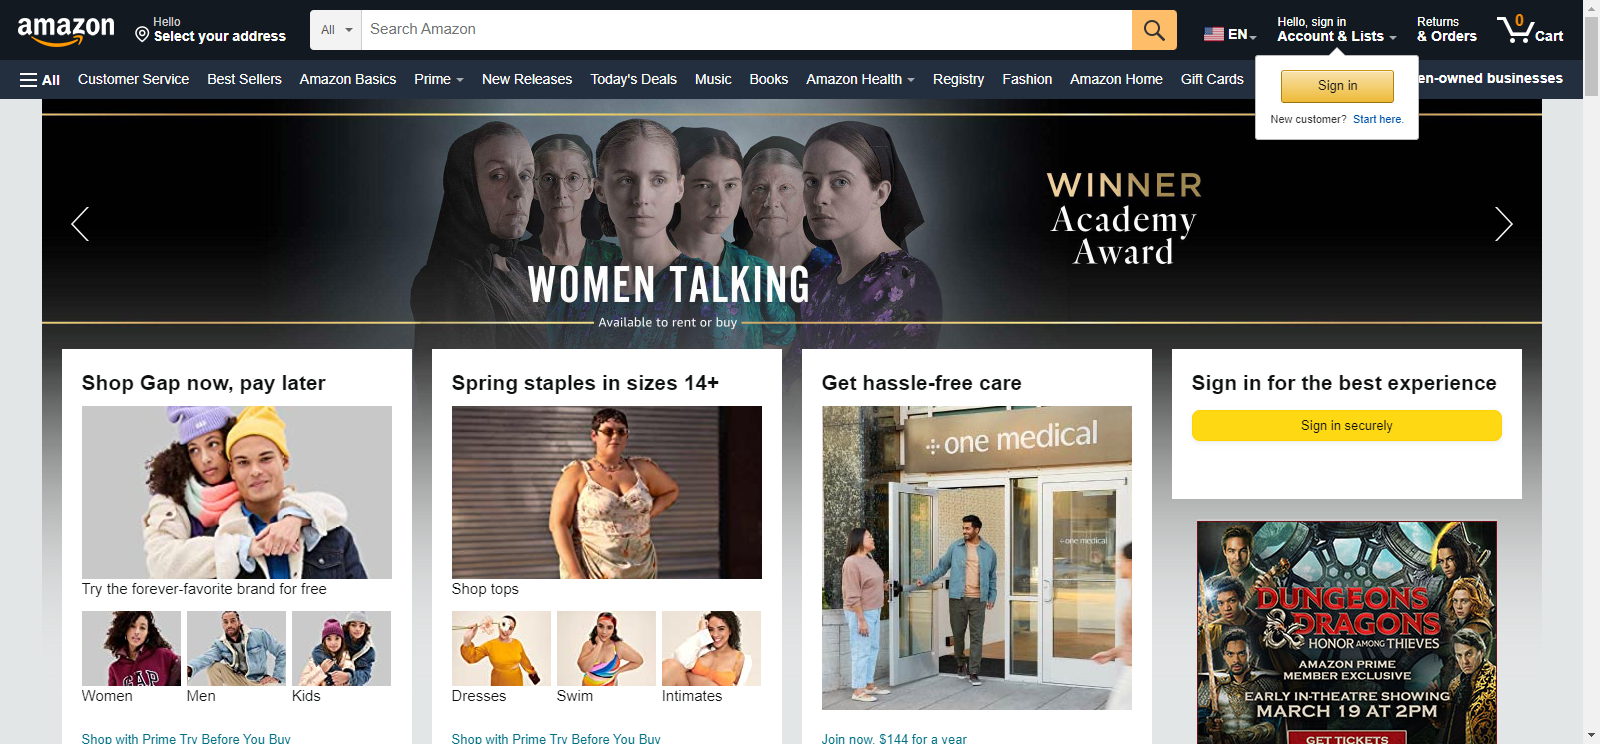 amazon
Hello
Select your address
All
Search Amazon
EN
Hello, sign in
Account & Lists
Returns
& Orders
0
Cart
All
Customer Service
Best Sellers
Amazon Basics
Prime
New Releases
Today's Deals
Music
Books
Amazon Health
Registry
Fashion
Amazon Home
Gift Cards
en-owned businesses
Sign in
New customer? Start here.
WINNER
Academy
Award
WOMEN TALKING
Available to rent or buy
Shop Gap now, pay later
Try the forever-favorite brand for free
GAP
Women
Men
Kids
Shop with Prime Try Before You Buy
Spring staples in sizes 14+
Shop tops
Dresses
Swim
Intimates
Shop with Prime Try Before You Buy
Get hassle-free care
one medical
one medical
Join now, $144 for a year
Sign in for the best experience
Sign in securely
DUNGEONS
& DRAGONS
HONOR AMONG THIEVES
AMAZON PRIME
MEMBER EXCLUSIVE
EARLY IN-THEATRE SHOWING
MARCH 19 AT 2PM
GET TICKETS